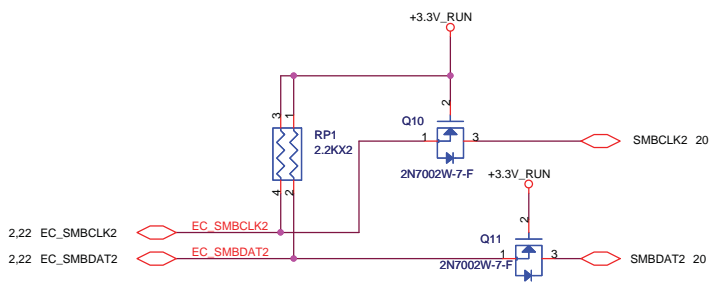 +3.3V_RUN
2
Q10
1
3
2N7002W-7-F
SMBCLK2 20
3
1
RP1
2.2KX2
4
2
+3.3V_RUN
2
Q11
1
3
2N7002W-7-F
SMBDAT2 20
2,22 EC_SMBCLK2
EC_SMBCLK2
2,22 EC_SMBDAT2
EC_SMBDAT2